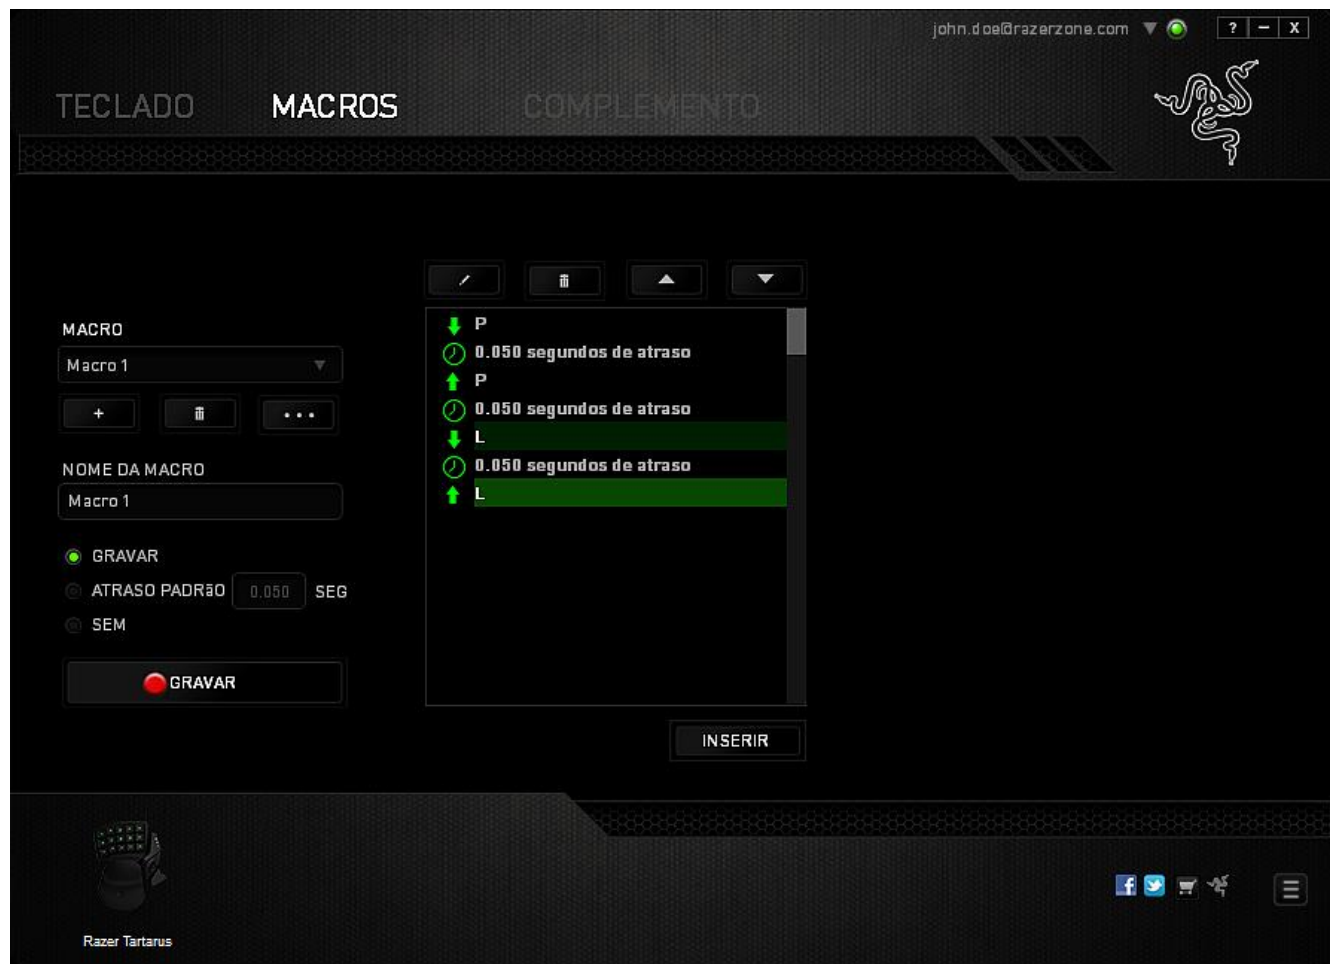 john.doe@razerzone.com
? – X
TECLADO MACROS COMPLEMENTO
MACRO
Macro 1
+
...
NOME DA MACRO
Macro 1
GRAVAR
ATRASO PADRãO 0.050 SEG
SEM
GRAVAR
P
0.050 segundos de atraso
P
0.050 segundos de atraso
L
0.050 segundos de atraso
L
INSERIR
Razer Tartarus